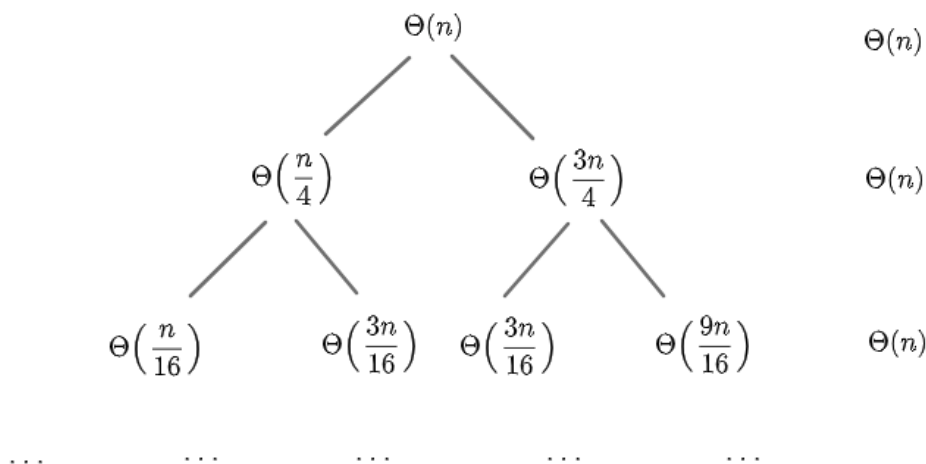 Θ(n) Θ(n)
Θ(n/4) Θ(3n/4) Θ(n)
Θ(n/16) Θ(3n/16) Θ(3n/16) Θ(9n/16) Θ(n)
... ... ... ... ...